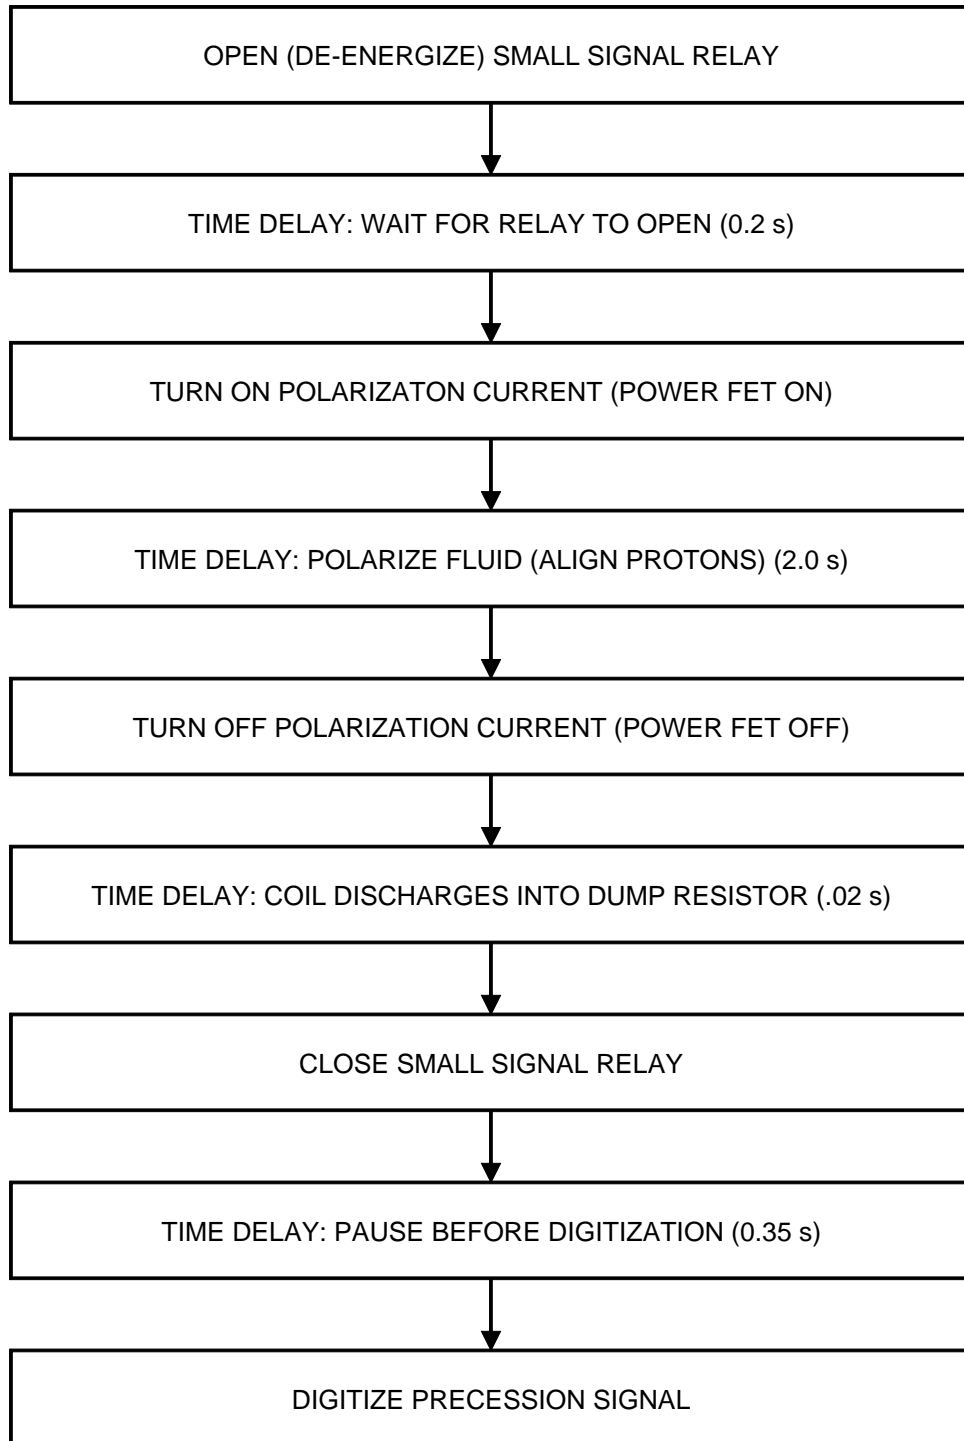 OPEN (DE-ENERGIZE) SMALL SIGNAL RELAY
TIME DELAY: WAIT FOR RELAY TO OPEN (0.2 s)
TURN ON POLARIZATON CURRENT (POWER FET ON)
TIME DELAY: POLARIZE FLUID (ALIGN PROTONS) (2.0 s)
TURN OFF POLARIZATION CURRENT (POWER FET OFF)
TIME DELAY: COIL DISCHARGES INTO DUMP RESISTOR (.02 s)
CLOSE SMALL SIGNAL RELAY
TIME DELAY: PAUSE BEFORE DIGITIZATION (0.35 s)
DIGITIZE PRECESSION SIGNAL